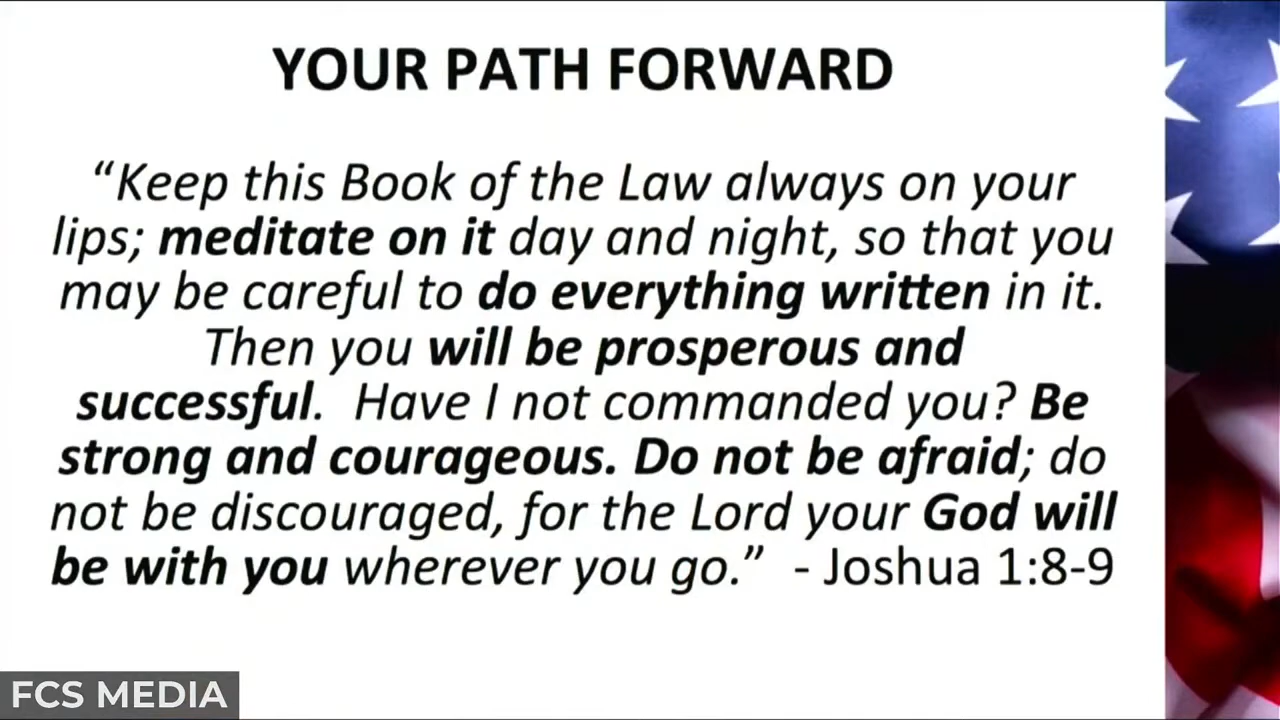 YOUR PATH FORWARD
“Keep this Book of the Law always on your
lips; meditate on it day and night, so that you
may be careful to do everything written in it.
Then you will be prosperous and
successful.  Have I not commanded you? Be
strong and courageous. Do not be afraid; do
not be discouraged, for the Lord your God will
be with you wherever you go.”  - Joshua 1:8-9
FCS MEDIA